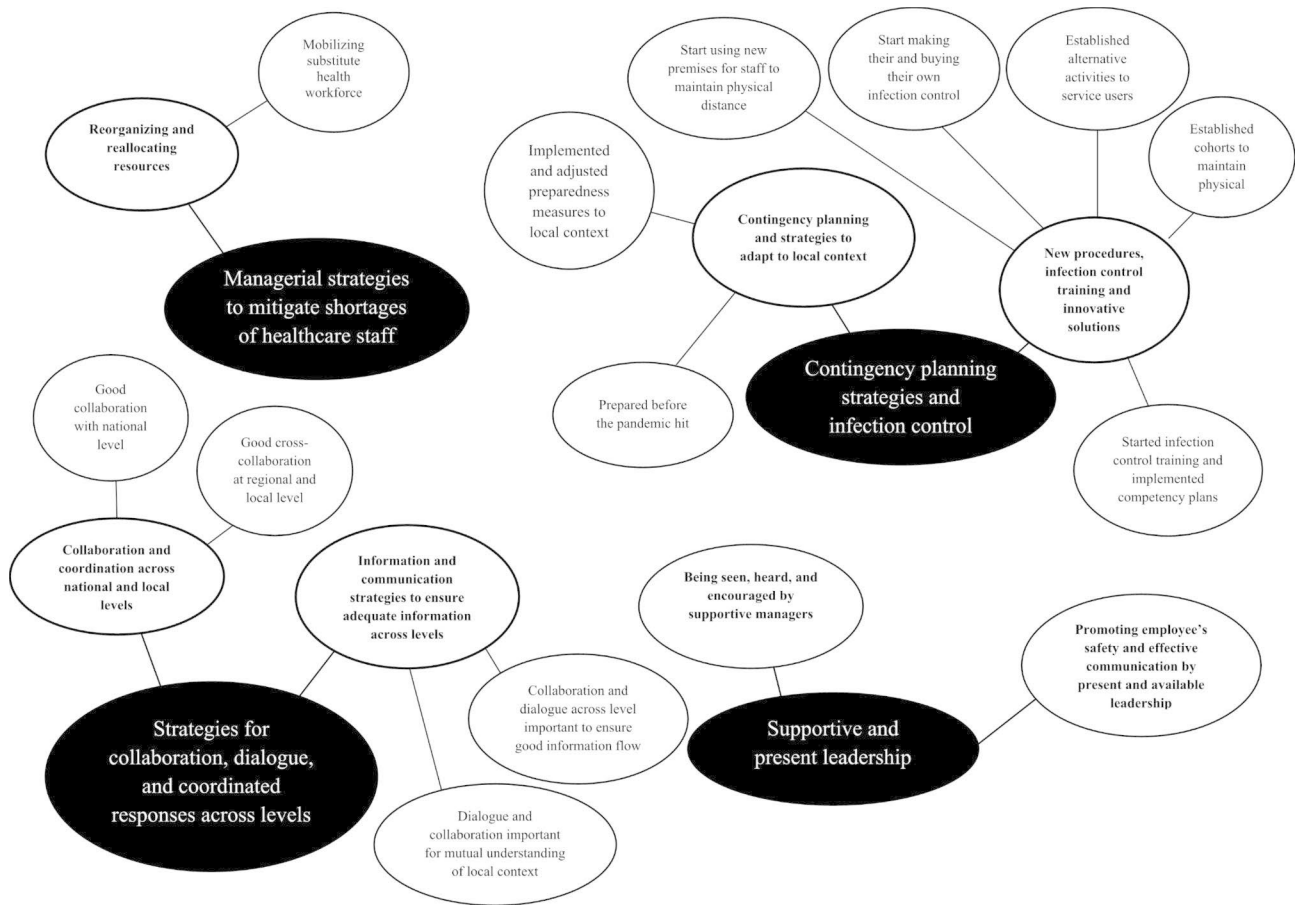 Mobilizing
substitute
health
workforce
Reorganizing and
reallocating
resources
Managerial strategies
to mitigate shortages
of healthcare staff
Start using new
premises for staff to
maintain physical
distance
Start making
their and buying
their own
infection control
Established
alternative
activities to
service users
Established
cohorts to
maintain
physical
Implemented
and adjusted
preparedness
measures to
local context
Contingency planning
and strategies to
adapt to local context
New procedures,
infection control
training and
innovative
solutions
Contingency planning
strategies and
infection control
Prepared before
the pandemic hit
Started infection
control training and
implemented
competency plans
Good
collaboration
with national
level
Good cross-
collaboration
at regional and
local level
Collaboration and
coordination across
national and local
levels
Information and
communication
strategies to ensure
adequate information
across levels
Strategies for
collaboration, dialogue,
and coordinated
responses across levels
Collaboration and
dialogue across level
important to ensure
good information flow
Dialogue and
collaboration important
for mutual understanding
of local context
Being seen, heard, and
encouraged by
supportive managers
Promoting employee’s
safety and effective
communication by
present and available
leadership
Supportive and
present leadership